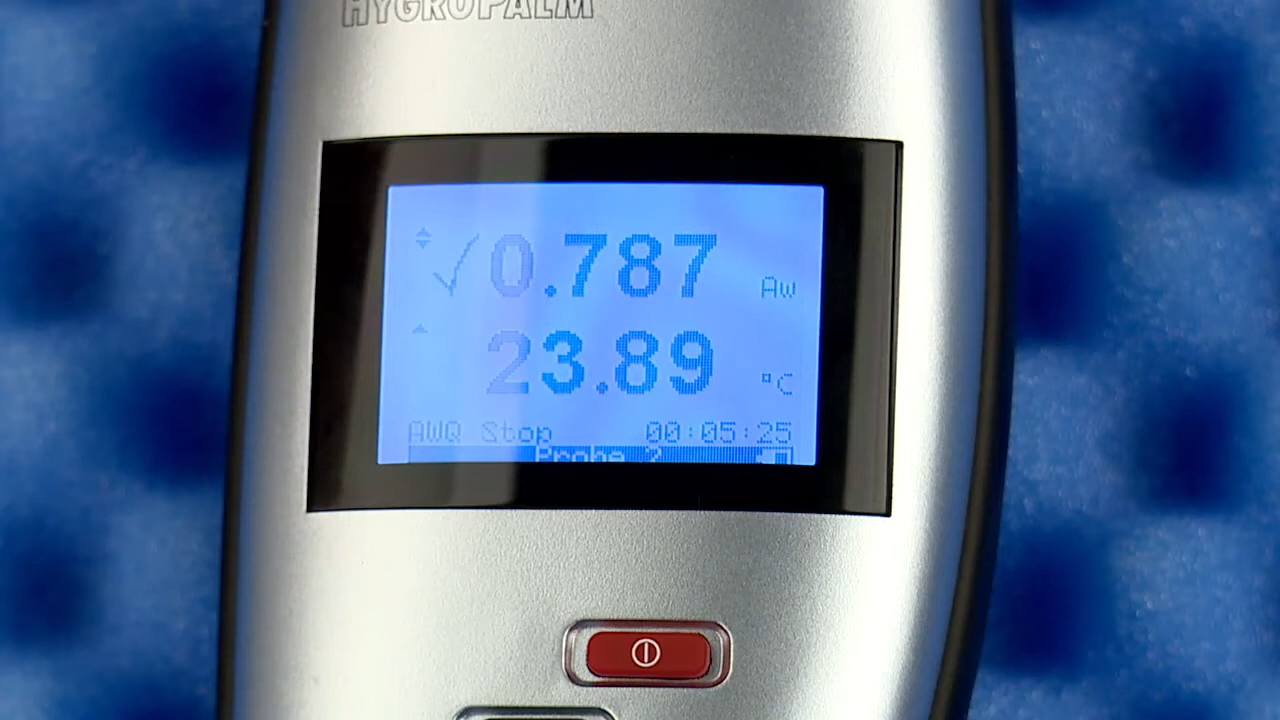 HYGROPALM
√0.787 Aw
23.89 °C
AWQ Stop 00:05:25
Probe 2